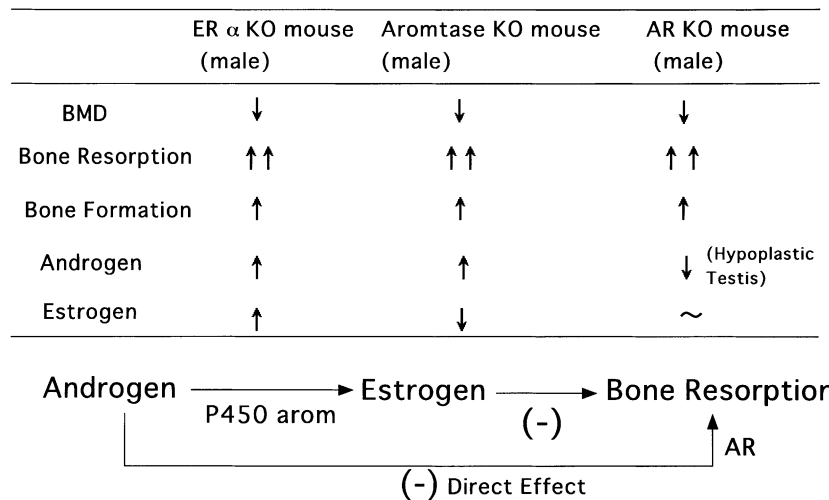 ER α KO mouse (male) Aromtase KO mouse (male) AR KO mouse (male)
BMD ↓ ↓ ↓
Bone Resorption ↑↑ ↑↑ ↑↑
Bone Formation ↑ ↑ ↑
Androgen ↑ ↑ ↓ (Hypoplastic Testis)
Estrogen ↑ ↓ ~
Androgen Estrogen Bone Resorption
P450 arom (-)
AR
(-) Direct Effect